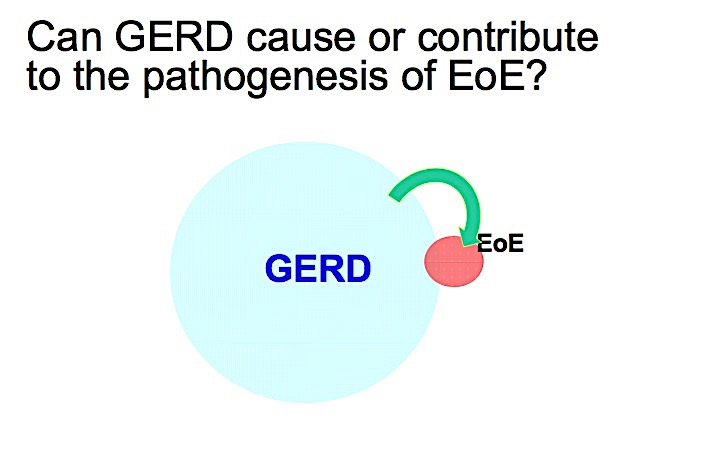 Can GERD cause or contribute
to the pathogenesis of EoE?
EoE
GERD